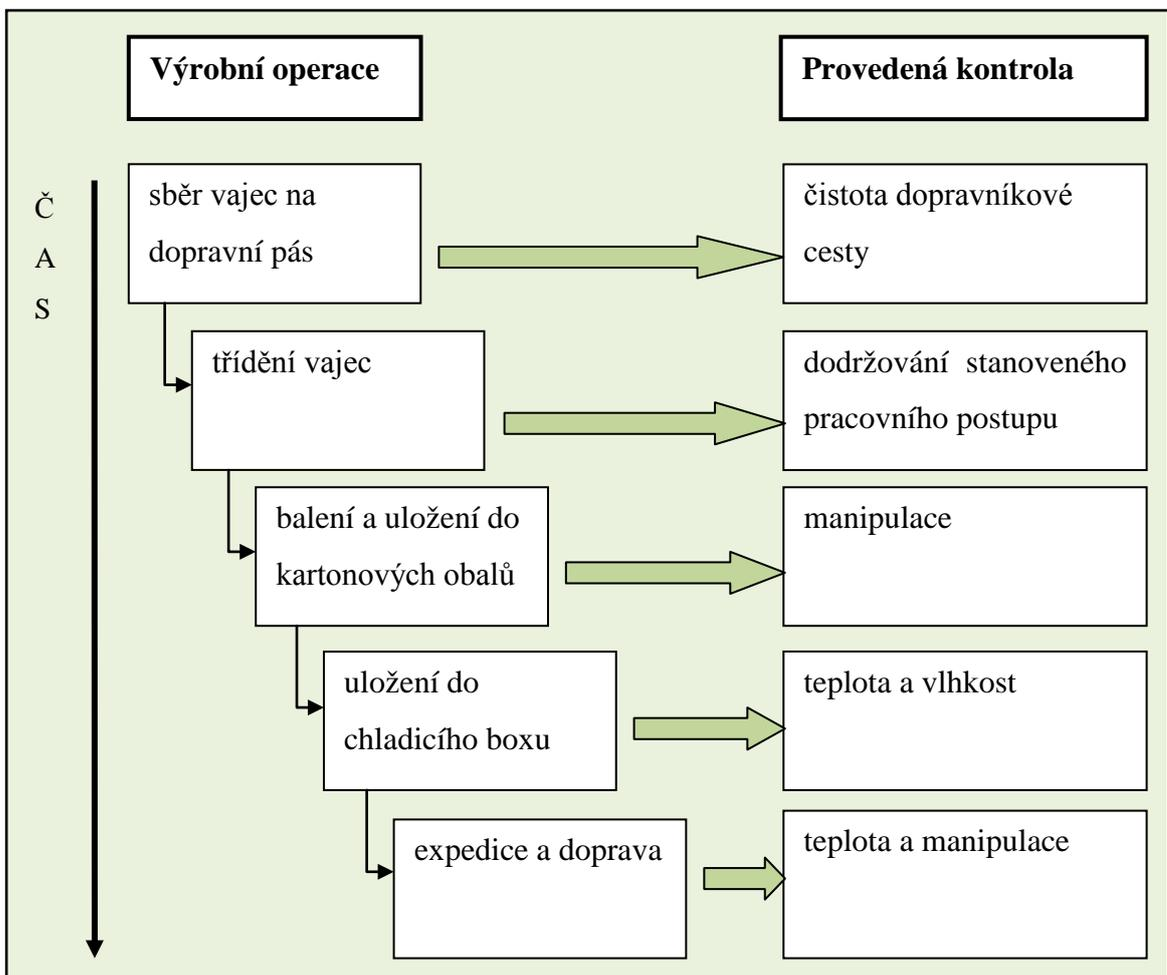 Výrobní operace
Provedená kontrola
Č
A
S
sběr vajec na
dopravní pás
čistota dopravníkové
cesty
třídění vajec
dodržování stanoveného
pracovního postupu
balení a uložení do
kartonových obalů
manipulace
uložení do
chladicího boxu
teplota a vlhkost
expedice a doprava
teplota a manipulace